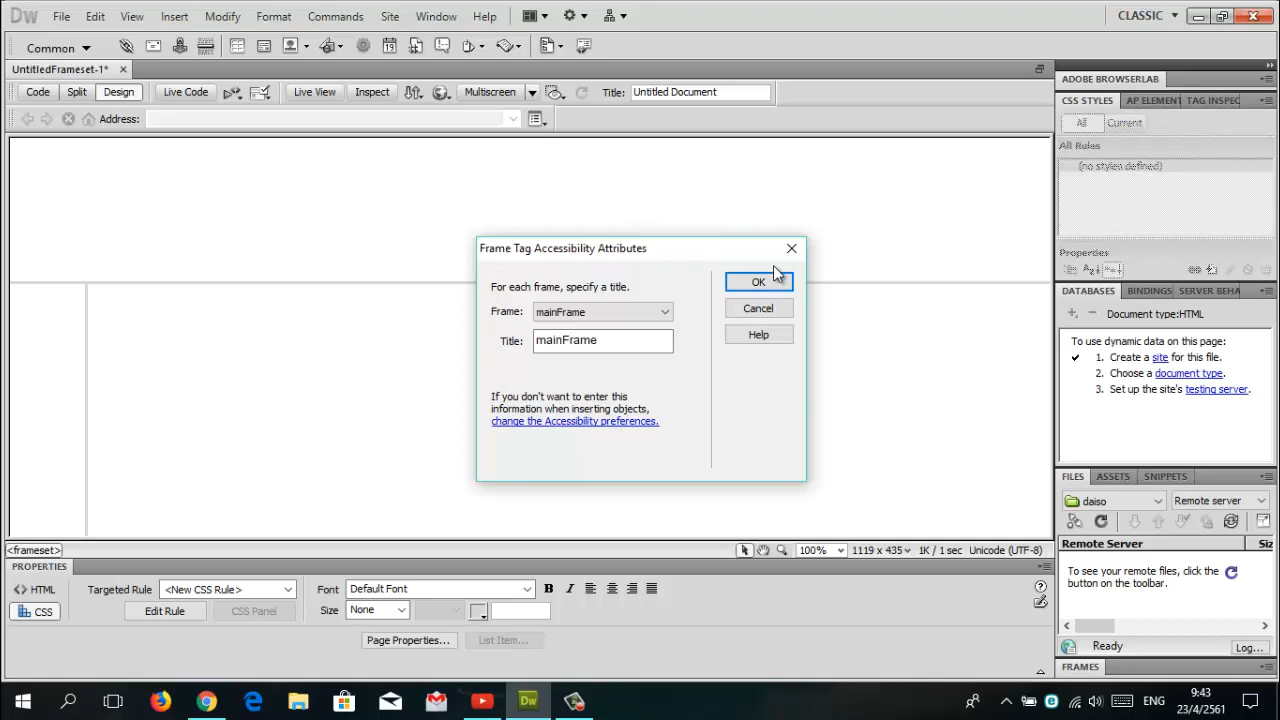 Dw File Edit View Insert Modify Format Commands Site Window Help CLASSIC
Common
UntitledFrameset-1*
Code Split Design Live Code Live View Inspect Multiscreen Title: Untitled Document
Address:
Frame Tag Accessibility Attributes
For each frame, specify a title.
Frame: mainFrame
Title: mainFrame
If you don't want to enter this
information when inserting objects,
change the Accessibility preferences.
OK
Cancel
Help
ADOBE BROWSERLAB
CSS STYLES AP ELEMENT TAG INSPEC
All Current
All Rules
(no styles defined)
Properties
DATABASES BINDINGS SERVER BEHA
Document type:HTML
To use dynamic data on this page:
1. Create a site for this file.
2. Choose a document type.
3. Set up the site's testing server.
FILES ASSETS SNIPPETS
daiso Remote server
Remote Server Siz
To see your remote files, click the
button on the toolbar.
Ready Log...
FRAMES
<frameset> 100% 1119 x 435 1K / 1 sec Unicode (UTF-8)
PROPERTIES
<> HTML Targeted Rule <New CSS Rule> Font Default Font B I
CSS Edit Rule CSS Panel Size None
Page Properties... List Item...
Dw ENG 9:43
23/4/2561